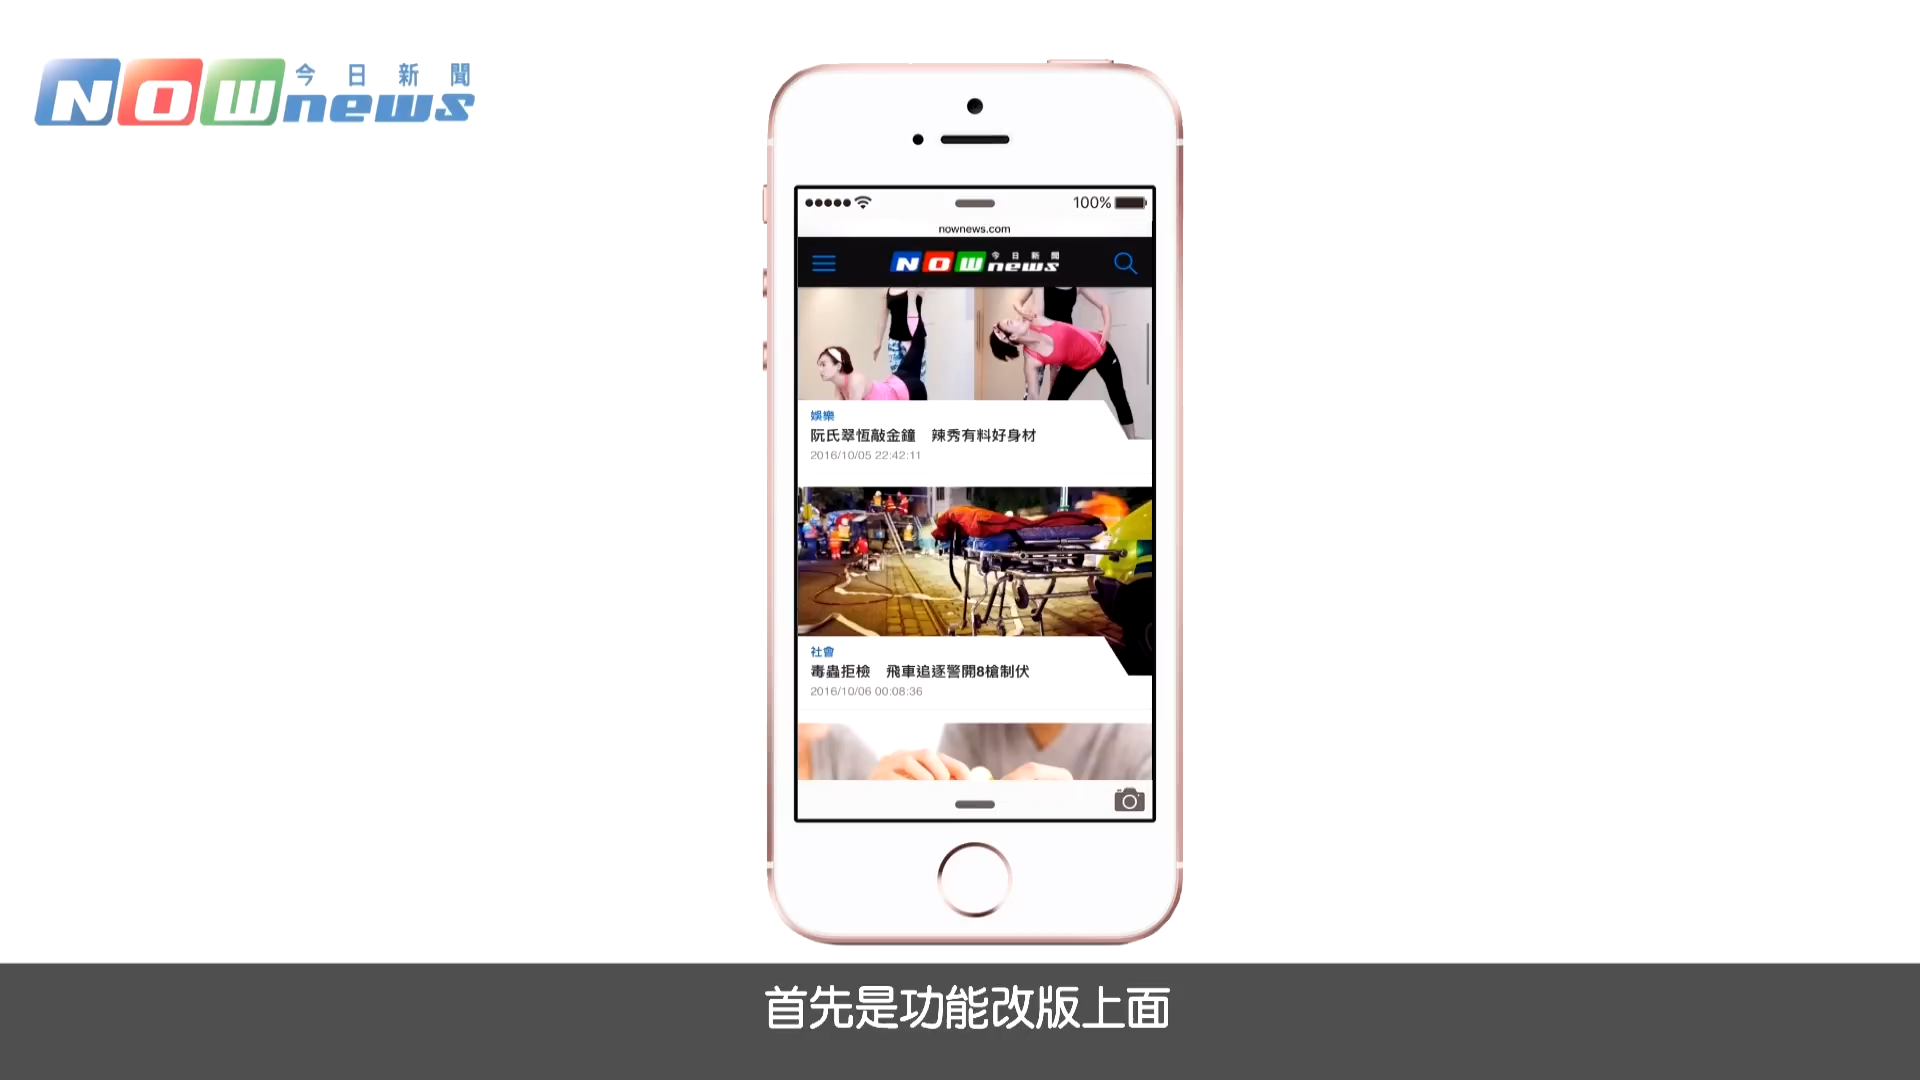 NOWnews 今日新聞
100%
nownews.com
NOWnews 今日新聞
娛樂
阮氏翠恆敲金鐘　辣秀有料好身材
2016/10/05 22:42:11
社會
毒蟲拒檢　飛車追逐警開8槍制伏
2016/10/06 00:08:36
首先是功能改版上面